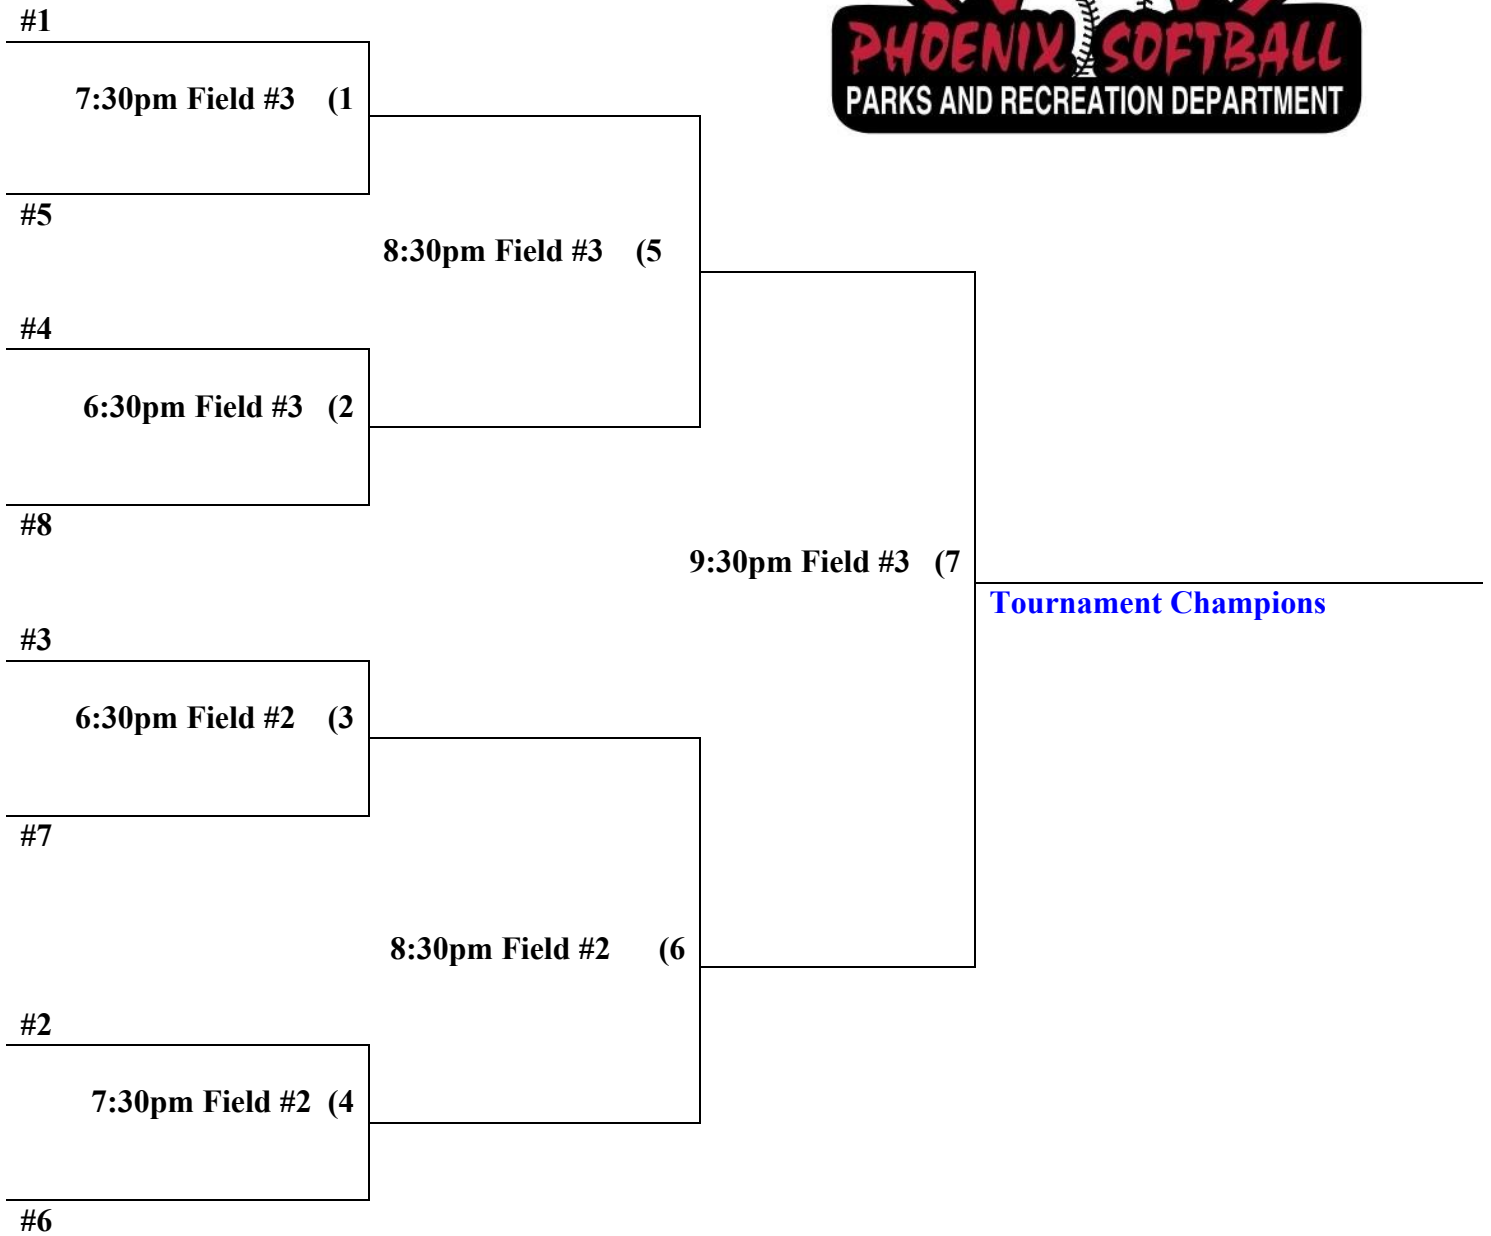 #1
PHOENIX SOFTBALL
PARKS AND RECREATION DEPARTMENT
7:30pm Field #3 (1
#5
8:30pm Field #3 (5
#4
6:30pm Field #3 (2
#8
9:30pm Field #3 (7
Tournament Champions
#3
6:30pm Field #2 (3
#7
8:30pm Field #2 (6
#2
7:30pm Field #2 (4
#6